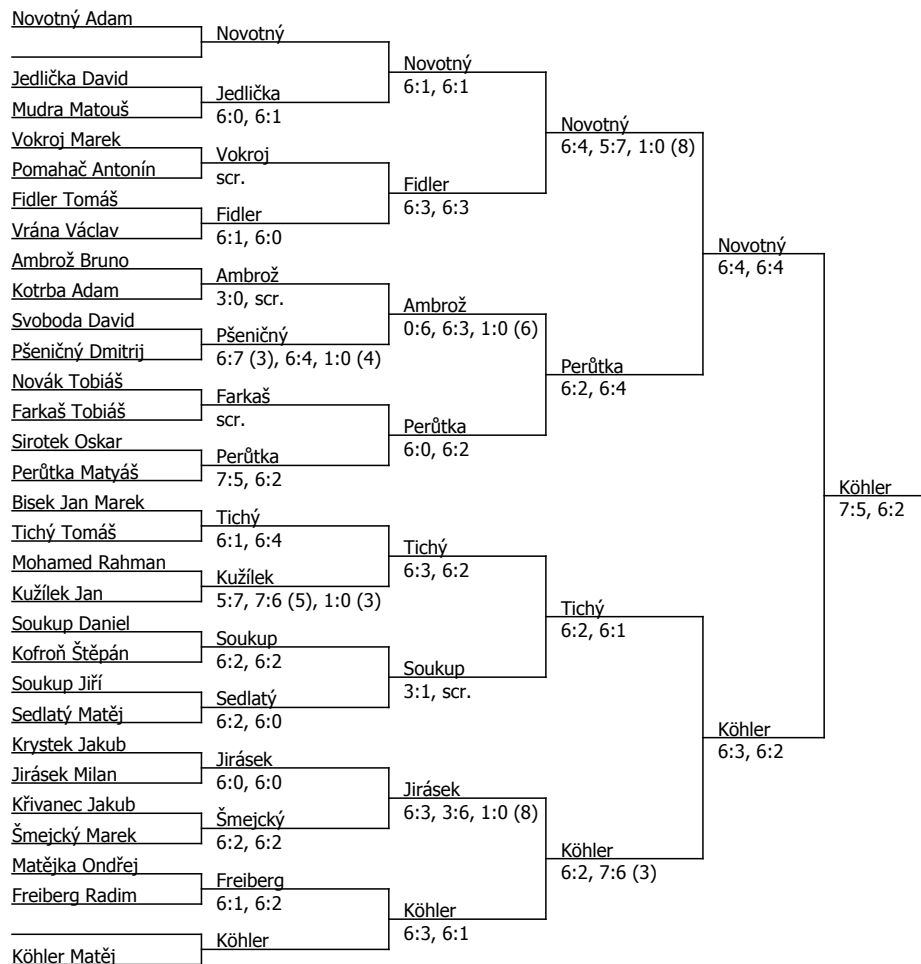 Novotný Adam
Jedlička David
Mudra Matouš
Vokroj Marek
Pomahač Antonín
Fidler Tomáš
Vrána Václav
Ambrož Bruno
Kotrba Adam
Svoboda David
Pšeničný Dmitrij
Novák Tobiáš
Farkaš Tobiáš
Sirotek Oskar
Perůtka Matyáš
Bisek Jan Marek
Tichý Tomáš
Mohamed Rahman
Kužílek Jan
Soukup Daniel
Kofroň Štěpán
Soukup Jiří
Sedlatý Matěj
Krystek Jakub
Jirásek Milan
Křivanec Jakub
Šmejcký Marek
Matějka Ondřej
Freiberg Radim
Köhler Matěj
Novotný
Jedlička
6:0, 6:1
Vokroj
scr.
Fidler
6:1, 6:0
Ambrož
3:0, scr.
Pšeničný
6:7 (3), 6:4, 1:0 (4)
Farkaš
scr.
Perůtka
7:5, 6:2
Tichý
6:1, 6:4
Kužílek
5:7, 7:6 (5), 1:0 (3)
Soukup
6:2, 6:2
Sedlatý
6:2, 6:0
Jirásek
6:0, 6:0
Šmejcký
6:2, 6:2
Freiberg
6:1, 6:2
Köhler
Novotný
6:1, 6:1
Fidler
6:3, 6:3
Ambrož
0:6, 6:3, 1:0 (6)
Perůtka
6:0, 6:2
Tichý
6:3, 6:2
Soukup
3:1, scr.
Jirásek
6:3, 3:6, 1:0 (8)
Köhler
6:3, 6:1
Novotný
6:4, 5:7, 1:0 (8)
Perůtka
6:2, 6:4
Tichý
6:2, 6:1
Köhler
6:2, 7:6 (3)
Novotný
6:4, 6:4
Köhler
6:3, 6:2
Köhler
7:5, 6:2